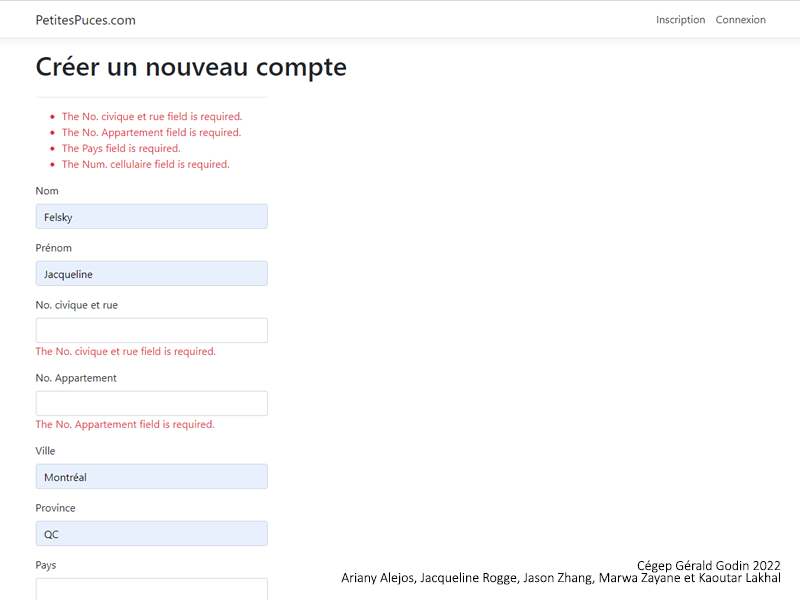 PetitesPuces.com
Inscription Connexion
Créer un nouveau compte
The No. civique et rue field is required.
The No. Appartement field is required.
The Pays field is required.
The Num. cellulaire field is required.
Nom
Felsky
Prénom
Jacqueline
No. civique et rue
The No. civique et rue field is required.
No. Appartement
The No. Appartement field is required.
Ville
Montréal
Province
QC
Pays
Cégep Gérald Godin 2022
Ariany Alejos, Jacqueline Rogge, Jason Zhang, Marwa Zayane et Kaoutar Lakhal